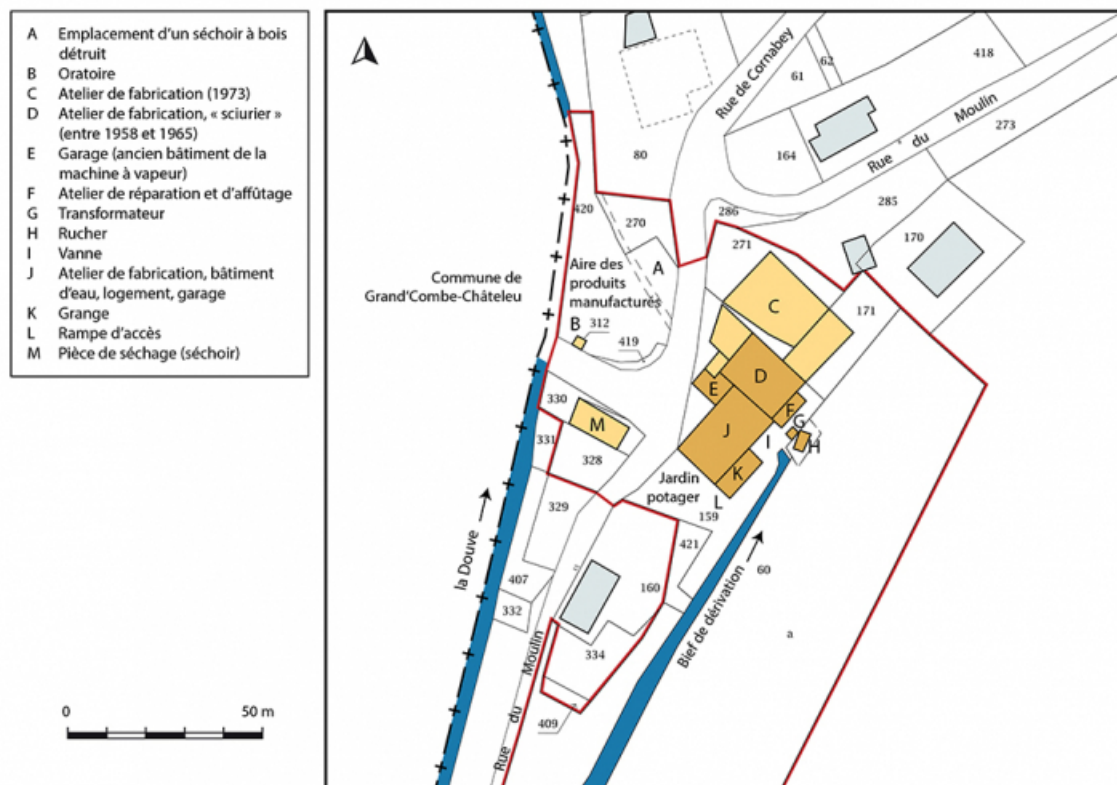 A Emplacement d'un séchoir à bois
détruit
B Oratoire
C Atelier de fabrication (1973)
D Atelier de fabrication, « sciurier »
(entre 1958 et 1965)
E Garage (ancien bâtiment de la
machine à vapeur)
F Atelier de réparation et d'affûtage
G Transformateur
H Rucher
I Vanne
J Atelier de fabrication, bâtiment
d'eau, logement, garage
K Grange
L Rampe d'accès
M Pièce de séchage (séchoir)
0 50 m
Rue de Cornabey
62
61
418
Rue du Moulin
273
80
164
420
270
286
285
170
271
A
Commune de
Grand'Combe-Châteleu
Aire des
produits
manufacturés
C
171
B
312
419
D
E
330
F
M
J
G
331
I
H
328
K
Jardin
potager
L
329
159
421
la Douve
60
407
160
332
Bief de dérivation
a
334
409
Rue du Moulin